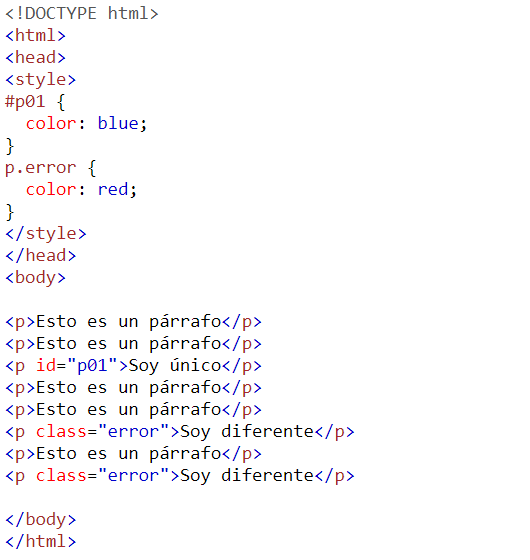 <!DOCTYPE html>
<html>
<head>
<style>
#p01 {
  color: blue;
}
p.error {
  color: red;
}
</style>
</head>
<body>

<p>Esto es un párrafo</p>
<p>Esto es un párrafo</p>
<p id="p01">Soy único</p>
<p>Esto es un párrafo</p>
<p>Esto es un párrafo</p>
<p class="error">Soy diferente</p>
<p>Esto es un párrafo</p>
<p class="error">Soy diferente</p>

</body>
</html>